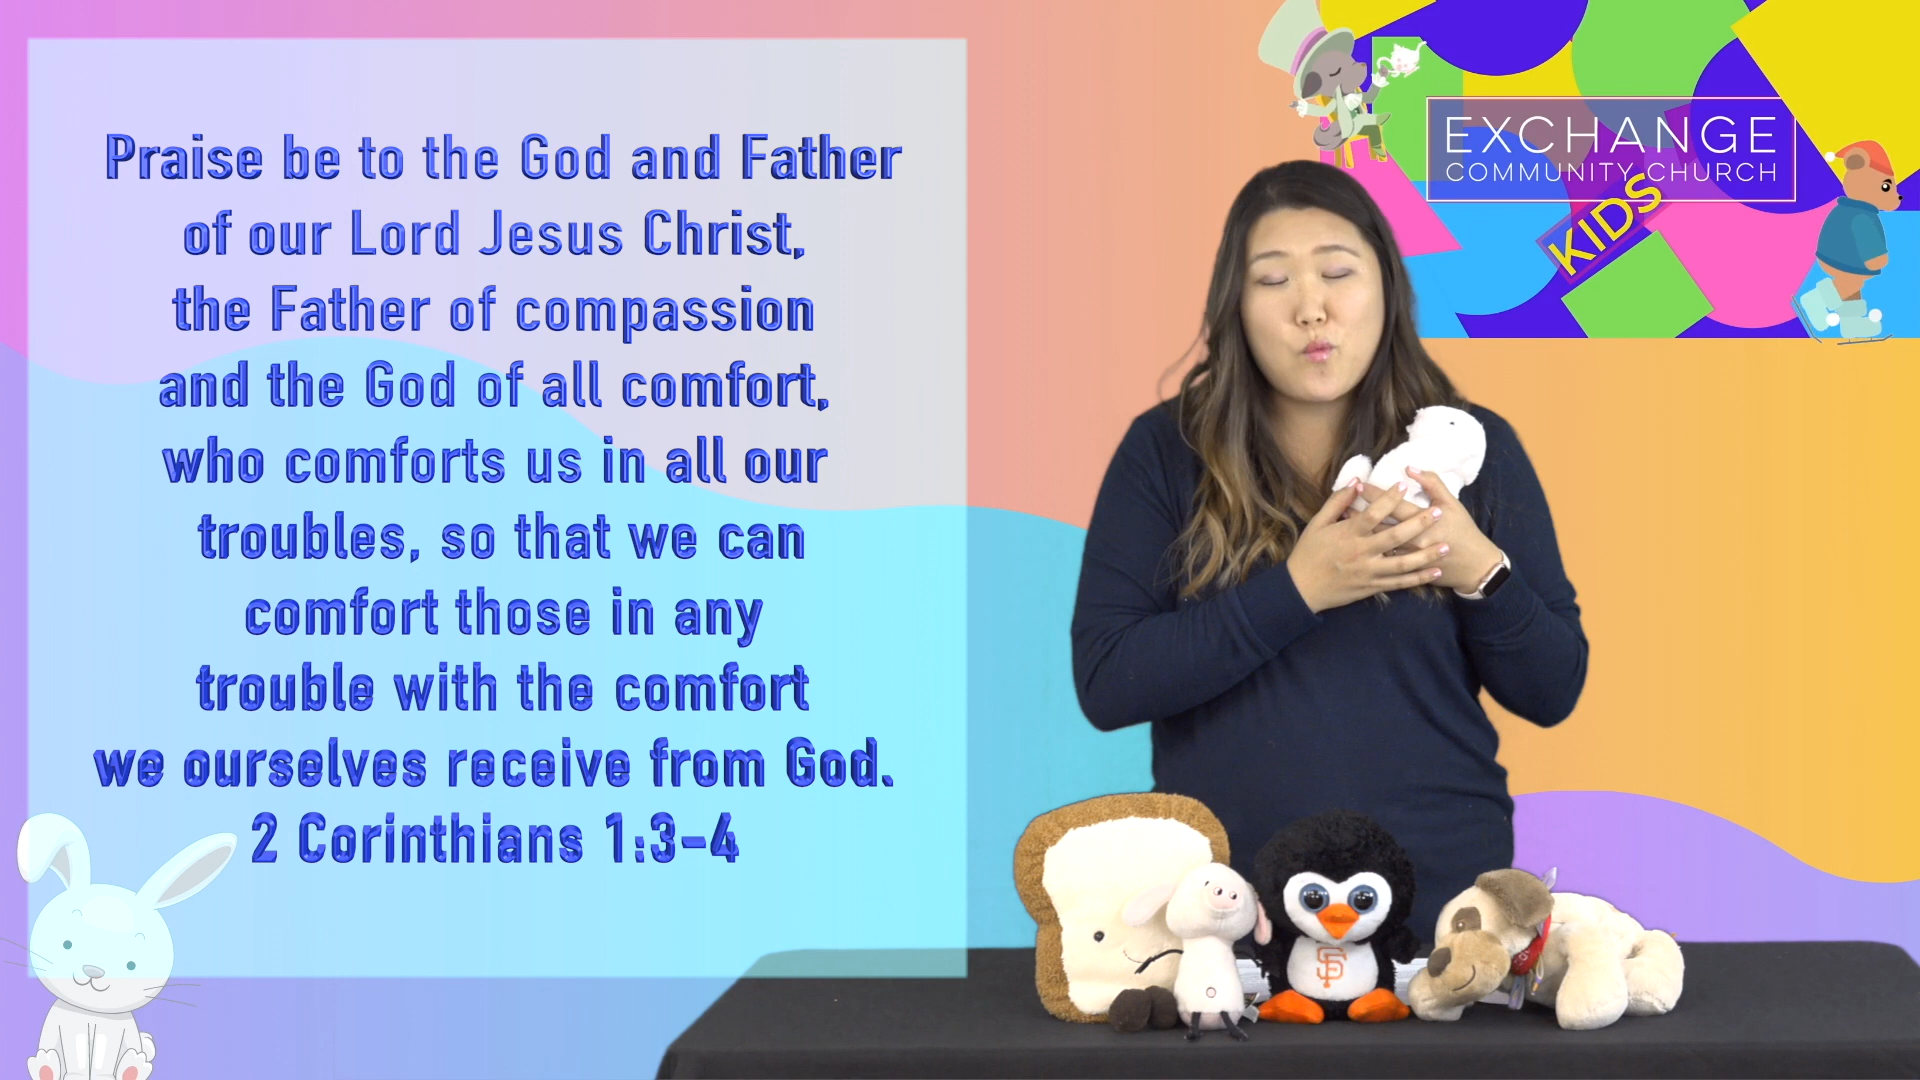 Praise be to the God and Father
of our Lord Jesus Christ,
the Father of compassion
and the God of all comfort,
who comforts us in all our
troubles, so that we can
comfort those in any
trouble with the comfort
we ourselves receive from God.
2 Corinthians 1:3-4
EXCHANGE
COMMUNITY CHURCH
KIDS
SF